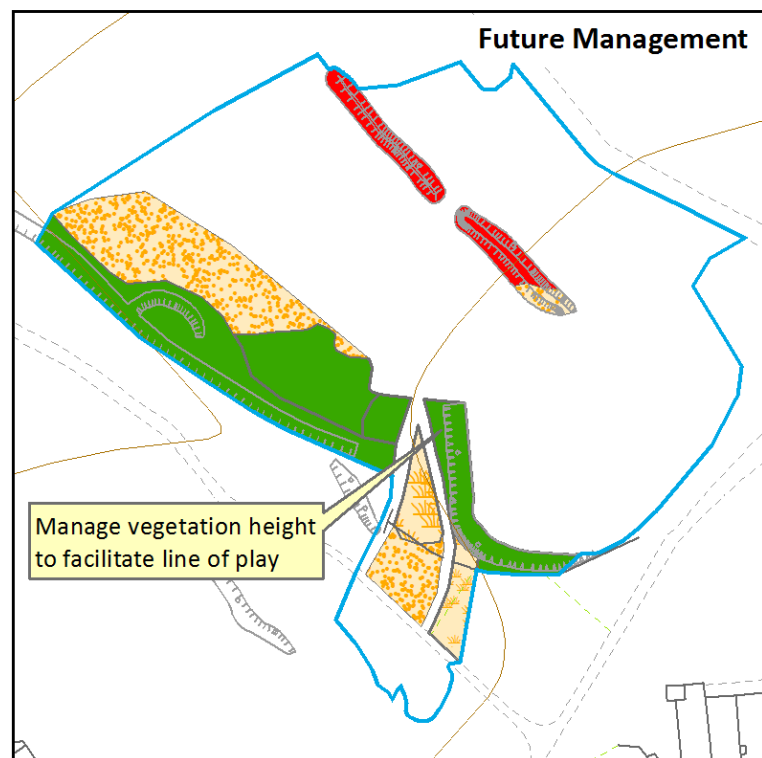 Future Management
Manage vegetation height
to facilitate line of play